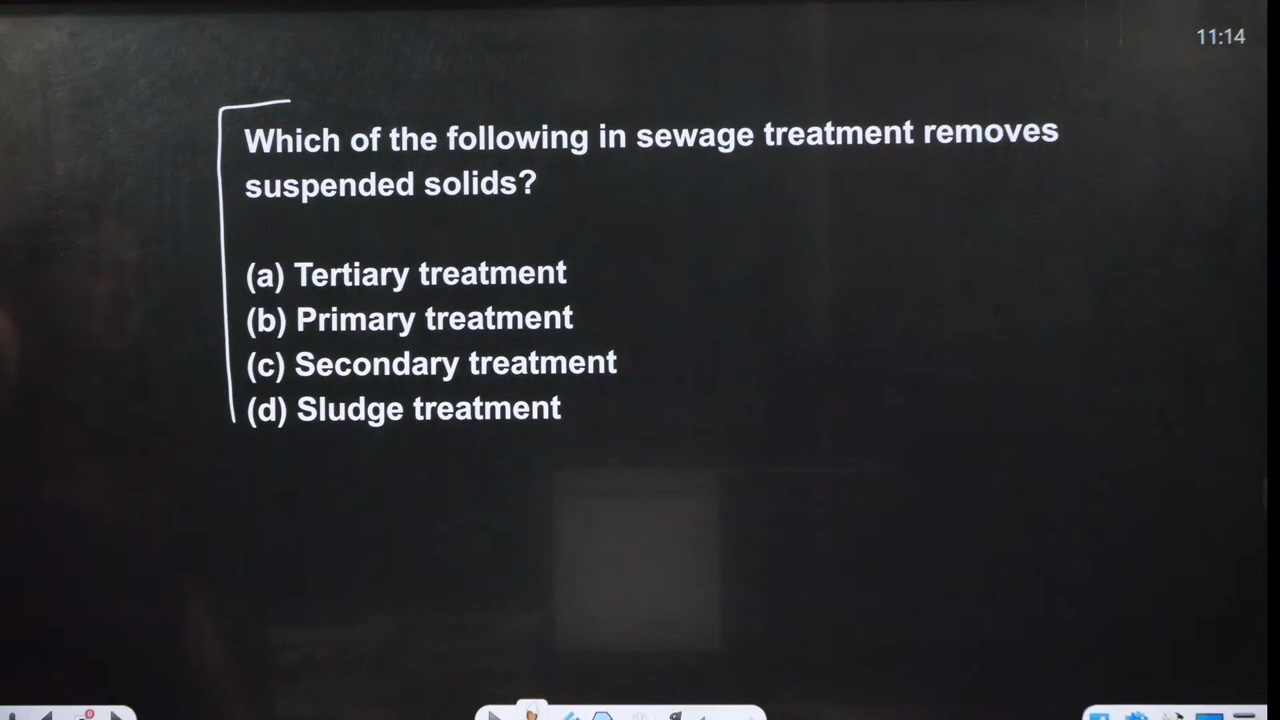 11:14
Which of the following in sewage treatment removes
suspended solids?
(a) Tertiary treatment
(b) Primary treatment
(c) Secondary treatment
(d) Sludge treatment